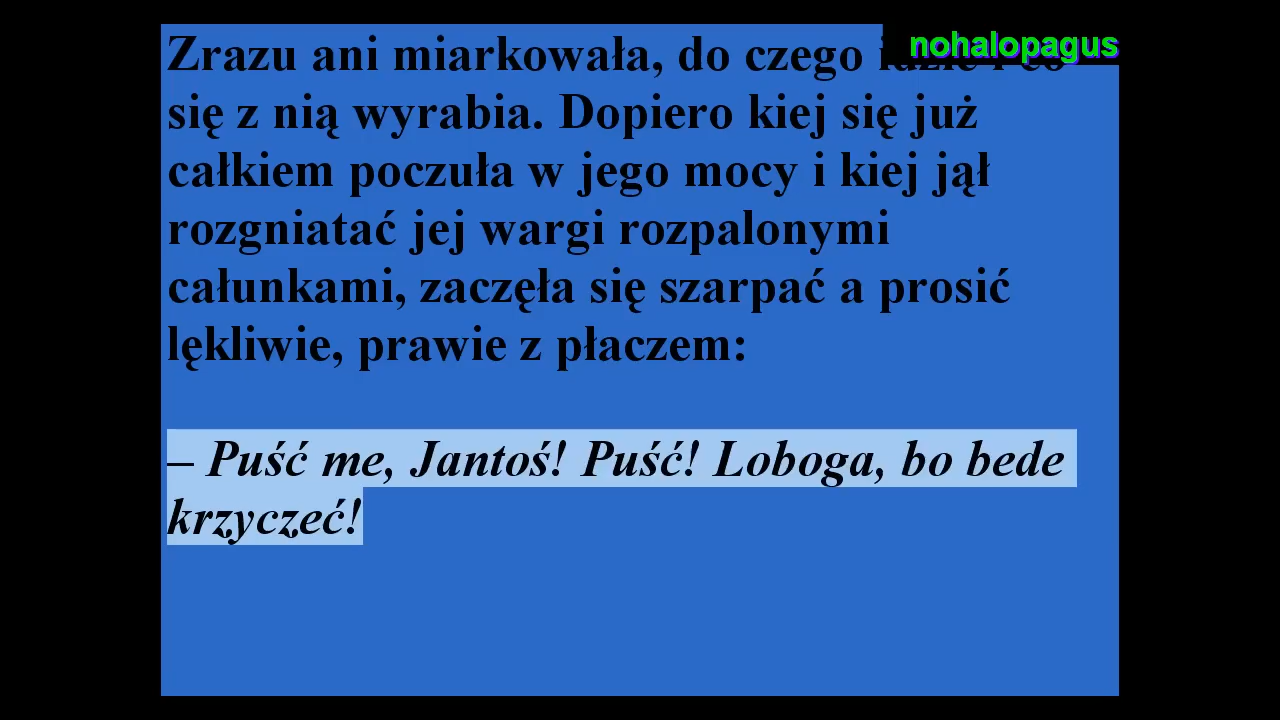 Zrazu ani miarkowała, do czego
nohalopagus
się z nią wyrabia. Dopiero kiej się już
całkiem poczuła w jego mocy i kiej jął
rozgniatać jej wargi rozpalonymi
całunkami, zaczęła się szarpać a prosić
lękliwie, prawie z płaczem:
– Puść me, Jantoś! Puść! Loboga, bo bede
krzyczeć!